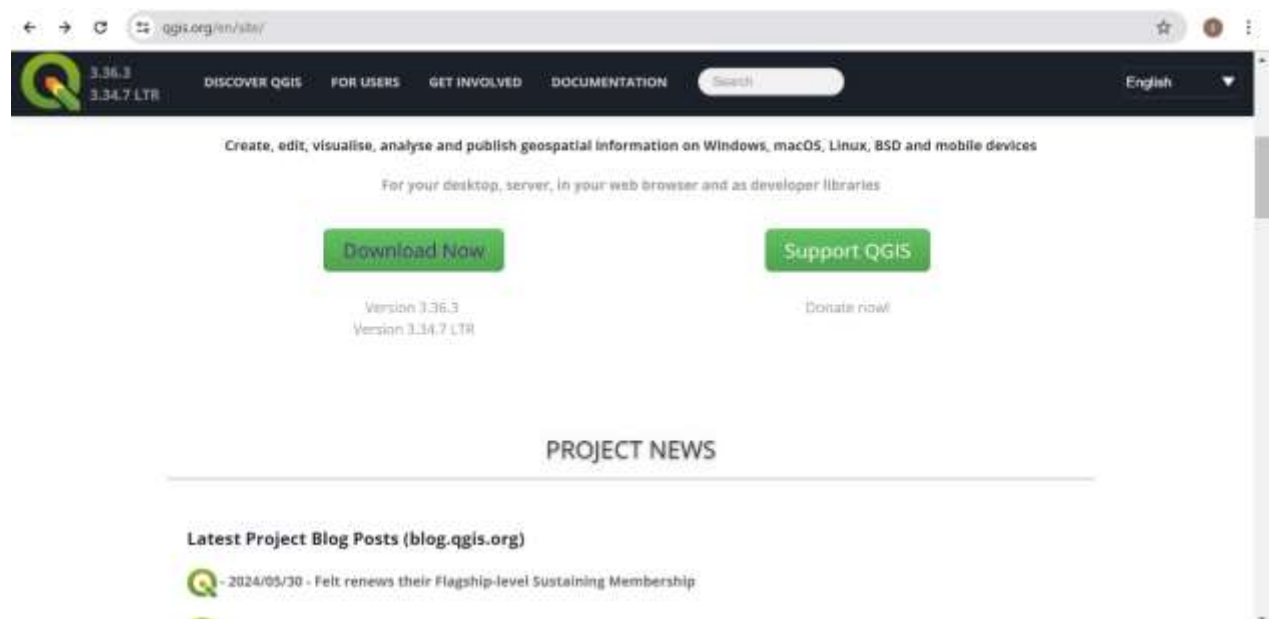 qgis.org/en/site/
3.36.3
3.34.7 LTR
DISCOVER QGIS FOR USERS GET INVOLVED DOCUMENTATION Search English
Create, edit, visualise, analyse and publish geospatial information on Windows, macOS, Linux, BSD and mobile devices
For your desktop, server, in your web browser and as developer libraries
Download Now Support QGIS
Version 3.36.3 Donate now!
Version 3.34.7 LTR
PROJECT NEWS
Latest Project Blog Posts (blog.qgis.org)
- 2024/05/30 - Felt renews their Flagship-level Sustaining Membership